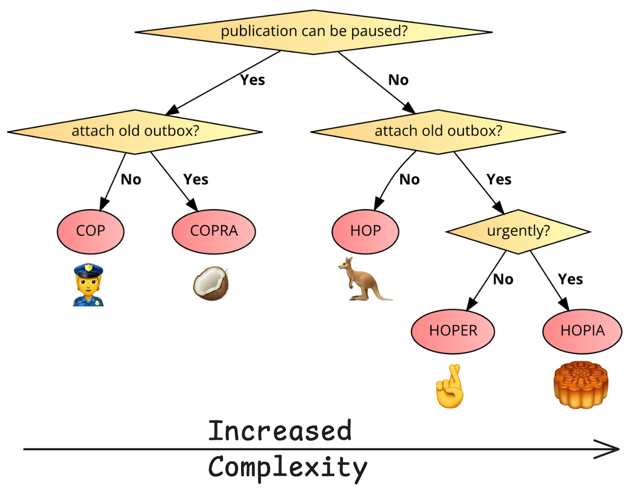 publication can be paused?
Yes
No
attach old outbox?
attach old outbox?
No
Yes
No
Yes
COP
COPRA
HOP
urgently?
No
Yes
HOPER
HOPIA
Increased
Complexity